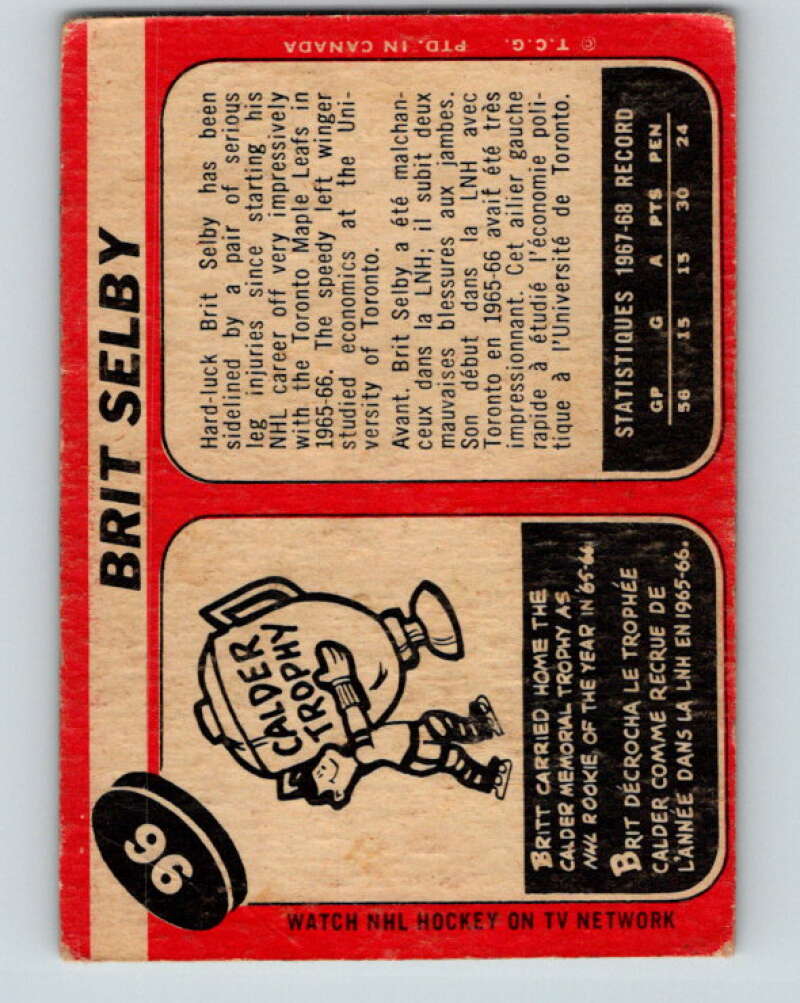 96
BRIT SELBY
CALDER
TROPHY
BRITT CARRIED HOME THE
CALDER MEMORIAL TROPHY AS
NHL ROOKIE OF THE YEAR IN '65-66
BRIT DÉCROCHA LE TROPHÉE
CALDER COMME RECRUE DE
L'ANNÉE DANS LA LNH EN 1965-66.
WATCH NHL HOCKEY ON TV NETWORK
Hard-luck Brit Selby has been
sidelined by a pair of serious
leg injuries since starting his
NHL career off very impressively
with the Toronto Maple Leafs in
1965-66. The speedy left winger
studied economics at the Uni-
versity of Toronto.
Avant, Brit Selby a été malchan-
ceux dans la LNH; il subit deux
mauvaises blessures aux jambes.
Son début dans la LNH avec
Toronto en 1965-66 avait été très
impressionnant. Cet ailier gauche
rapide à étudié l'économie poli-
tique à l'Université de Toronto.
STATISTIQUES 1967-68 RECORD
GP G A PTS PEN
56 15 15 30 24
© T.C.G. PTD. IN CANADA